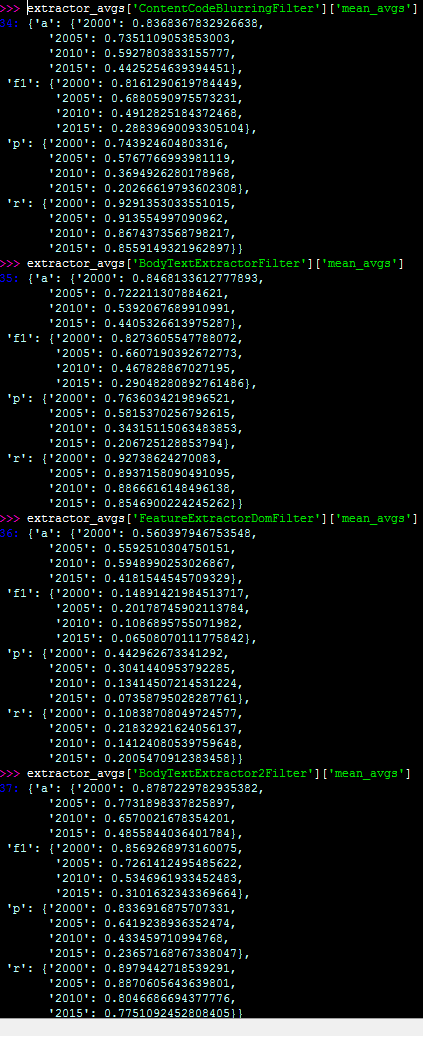 >>> extractor_avgs['ContentCodeBlurringFilter']['mean_avgs']
34: {'a': {'2000': 0.8368367832926638,
'2005': 0.7351109053853003,
'2010': 0.5927803833155777,
'2015': 0.4425254639394451},
'f1': {'2000': 0.8161290619784449,
'2005': 0.6880590975573231,
'2010': 0.4912825184372468,
'2015': 0.28839690093305104},
'p': {'2000': 0.743924604803316,
'2005': 0.5767766993981119,
'2010': 0.3694926280178968,
'2015': 0.20266619793602308},
'r': {'2000': 0.9291353033551015,
'2005': 0.913554997090962,
'2010': 0.8674373568798217,
'2015': 0.8559149321962897}}
>>> extractor_avgs['BodyTextExtractorFilter']['mean_avgs']
35: {'a': {'2000': 0.8468133612777893,
'2005': 0.722211307884621,
'2010': 0.5392067689910991,
'2015': 0.4405326613975287},
'f1': {'2000': 0.8273605547788072,
'2005': 0.6607190392672773,
'2010': 0.467828867027195,
'2015': 0.29048280892761486},
'p': {'2000': 0.7636034219896521,
'2005': 0.5815370256792615,
'2010': 0.34315115063483853,
'2015': 0.206725128853794},
'r': {'2000': 0.92738624270083,
'2005': 0.8937158090491095,
'2010': 0.8866616148496138,
'2015': 0.8546900224245262}}
>>> extractor_avgs['FeatureExtractorDomFilter']['mean_avgs']
36: {'a': {'2000': 0.560397946753548,
'2005': 0.5592510304750151,
'2010': 0.5948990253026867,
'2015': 0.4181544545709329},
'f1': {'2000': 0.14891421984513717,
'2005': 0.20178745902113784,
'2010': 0.1086895755071982,
'2015': 0.06508070111775842},
'p': {'2000': 0.442962673341292,
'2005': 0.3041440953792285,
'2010': 0.13414507214531224,
'2015': 0.07358795028287761},
'r': {'2000': 0.10838708049724577,
'2005': 0.21832921624056137,
'2010': 0.14124080539759648,
'2015': 0.2005470912383458}}
>>> extractor_avgs['BodyTextExtractor2Filter']['mean_avgs']
37: {'a': {'2000': 0.8787229782935382,
'2005': 0.7731898337825897,
'2010': 0.6570021678354201,
'2015': 0.4855844036401784},
'f1': {'2000': 0.8569268973160075,
'2005': 0.7261412495485622,
'2010': 0.5346961933452483,
'2015': 0.3101632343369664},
'p': {'2000': 0.8336916875707331,
'2005': 0.6419238936352474,
'2010': 0.433459710994768,
'2015': 0.23657168767338047},
'r': {'2000': 0.8979442718539291,
'2005': 0.8870605643639801,
'2010': 0.8046686694377776,
'2015': 0.7751092452808405}}